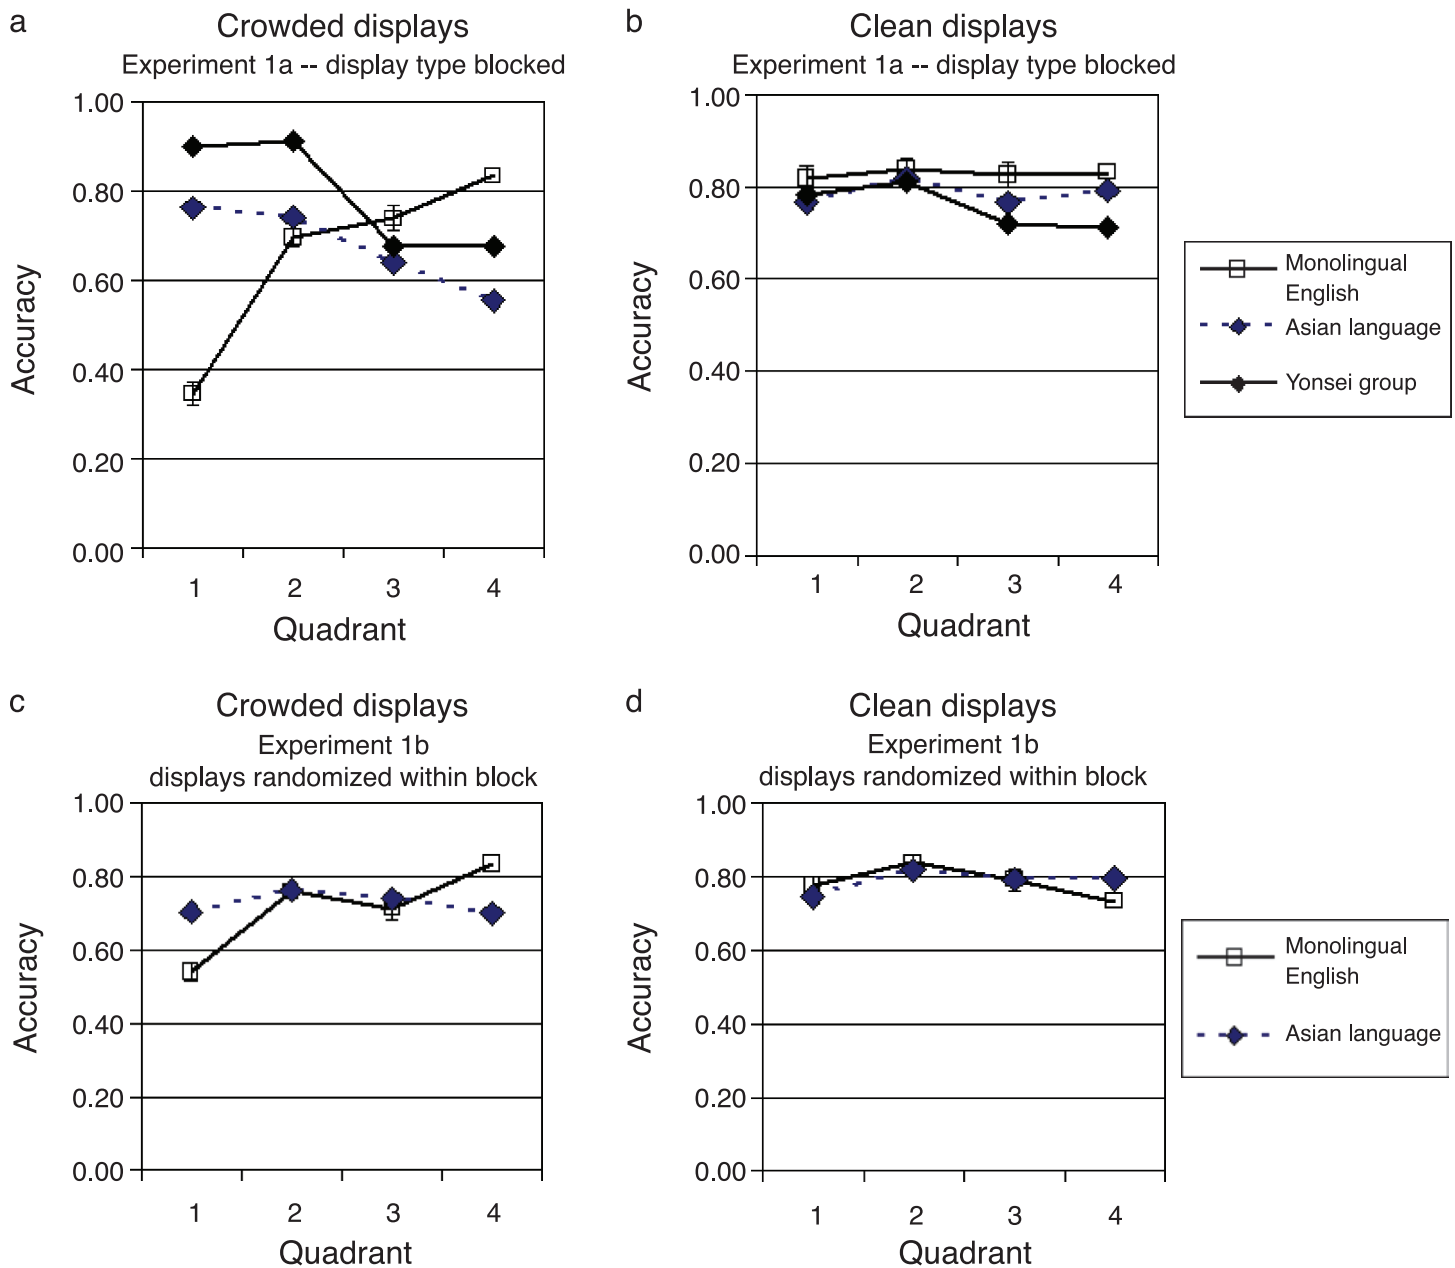 a
Crowded displays
Experiment 1a -- display type blocked
1.00
0.80
0.60
0.40
0.20
0.00
Accuracy
1 2 3 4
Quadrant
b
Clean displays
Experiment 1a -- display type blocked
1.00
0.80
0.60
0.40
0.20
0.00
Accuracy
1 2 3 4
Quadrant
Monolingual
English
Asian language
Yonsei group
c
Crowded displays
Experiment 1b
displays randomized within block
1.00
0.80
0.60
0.40
0.20
0.00
Accuracy
1 2 3 4
Quadrant
d
Clean displays
Experiment 1b
displays randomized within block
1.00
0.80
0.60
0.40
0.20
0.00
Accuracy
1 2 3 4
Quadrant
Monolingual
English
Asian language